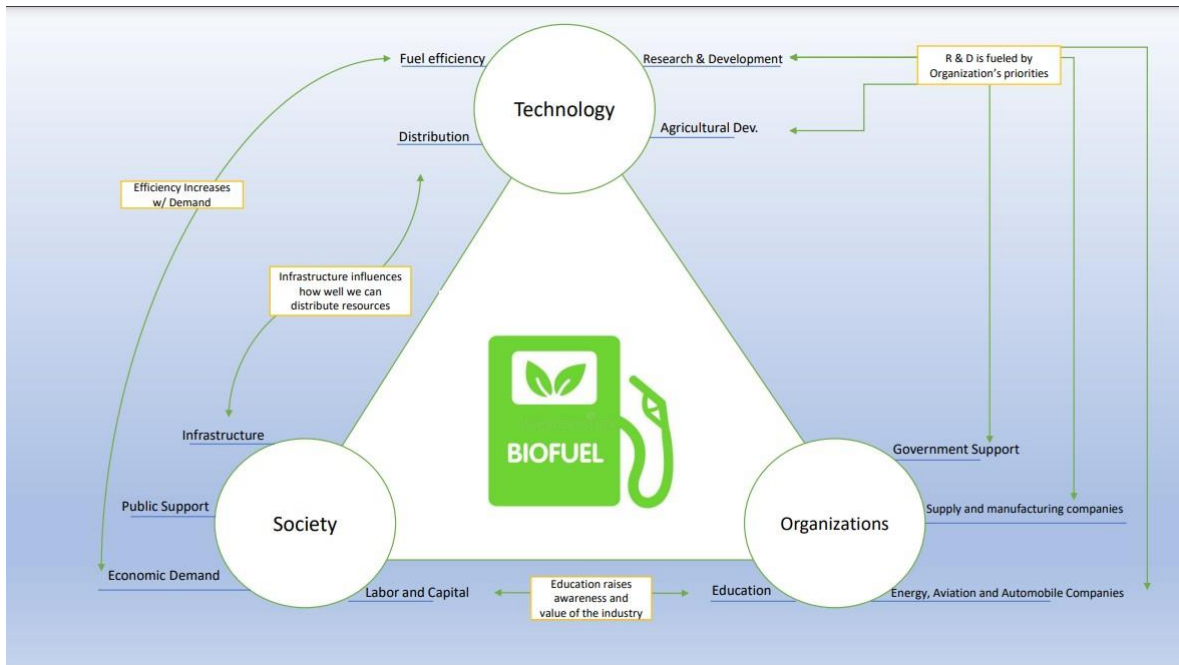 Fuel efficiency
Research & Development
R & D is fueled by
Organization's priorities
Technology
Distribution
Agricultural Dev.
Efficiency Increases
w/ Demand
Infrastructure influences
how well we can
distribute resources
BIOFUEL
Infrastructure
Government Support
Public Support
Society
Organizations
Supply and manufacturing companies
Economic Demand
Labor and Capital
Education raises
awareness and
value of the industry
Education
Energy, Aviation and Automobile Companies